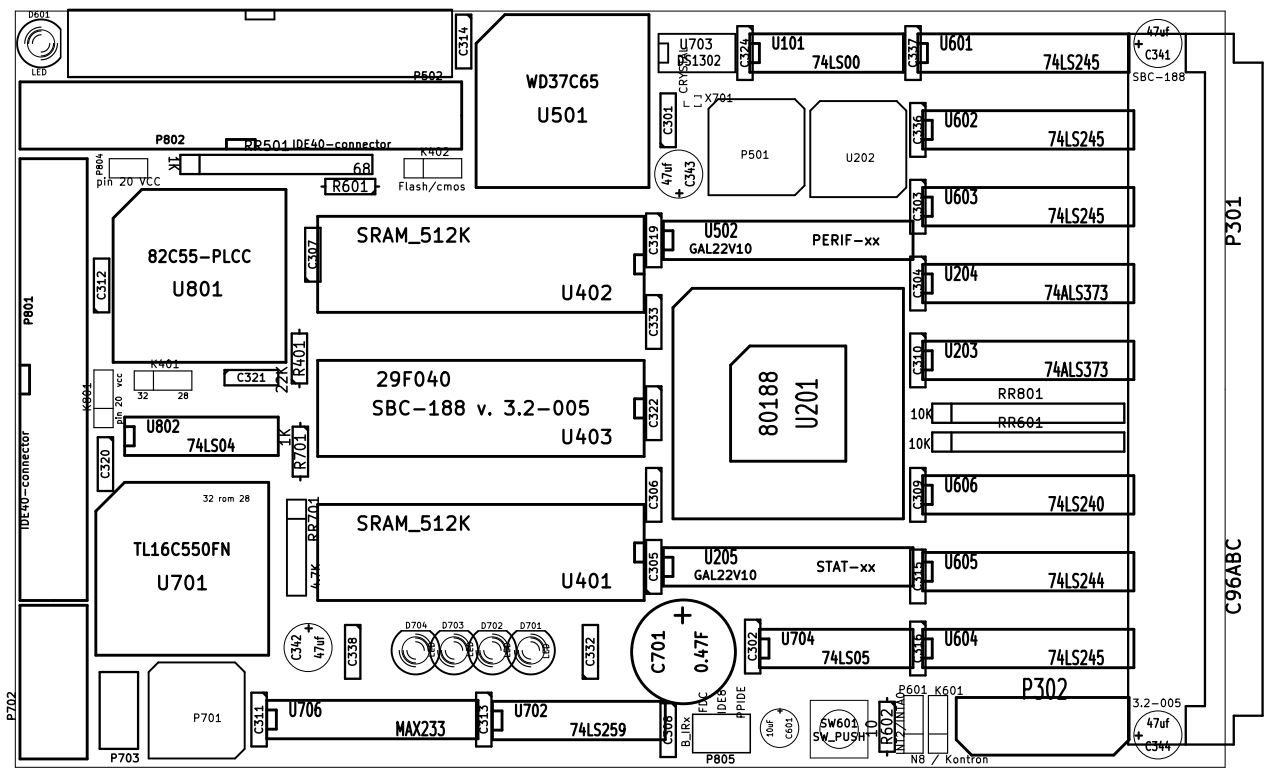 D601
LED
C314
P502
P802
IDE40-connector
WD37C65
U501
U703
DS1302
CRYSTAL
X701
C324
U101
74LS00
C337
U601
74LS245
47uf
C341
SBC-188
P804
pin 20 VCC
1K
RR501
68
R601
K402
Flash/cmos
C301
47uf
C343
P501
U202
C336
U602
74LS245
C303
U603
74LS245
P301
82C55-PLCC
U801
C312
C307
SRAM_512K
U402
C319
U502
GAL22V10
PERIF-xx
C304
U204
74ALS373
P801
C333
R401
22K
C321
K401
32
28
K801
pin 20 vcc
29F040
SBC-188 v. 3.2-005
U403
C322
80188
U201
C310
U203
74ALS373
RR801
10K
RR601
10K
U802
74LS04
1K
R701
C320
IDE40-connector
32 rom 28
TL16C550FN
U701
RR701
4.7K
SRAM_512K
U401
C306
C305
U205
GAL22V10
STAT-xx
C309
U606
74LS240
C315
U605
74LS244
C96ABC
C342
47uf
C338
D704
D703
D702
D701
LED
LED
LED
LED
C332
C701
0.47F
C302
U704
74LS05
C316
U604
74LS245
P702
P703
P701
C311
U706
MAX233
C313
U702
74LS259
C308
B_IRx
FDC
IDE8
PPIDE
P805
10uF
C601
SW601
SW_PUSH
10
R602
P601
NT2/INTA0
K601
N8 / Kontron
P302
3.2-005
47uf
C344